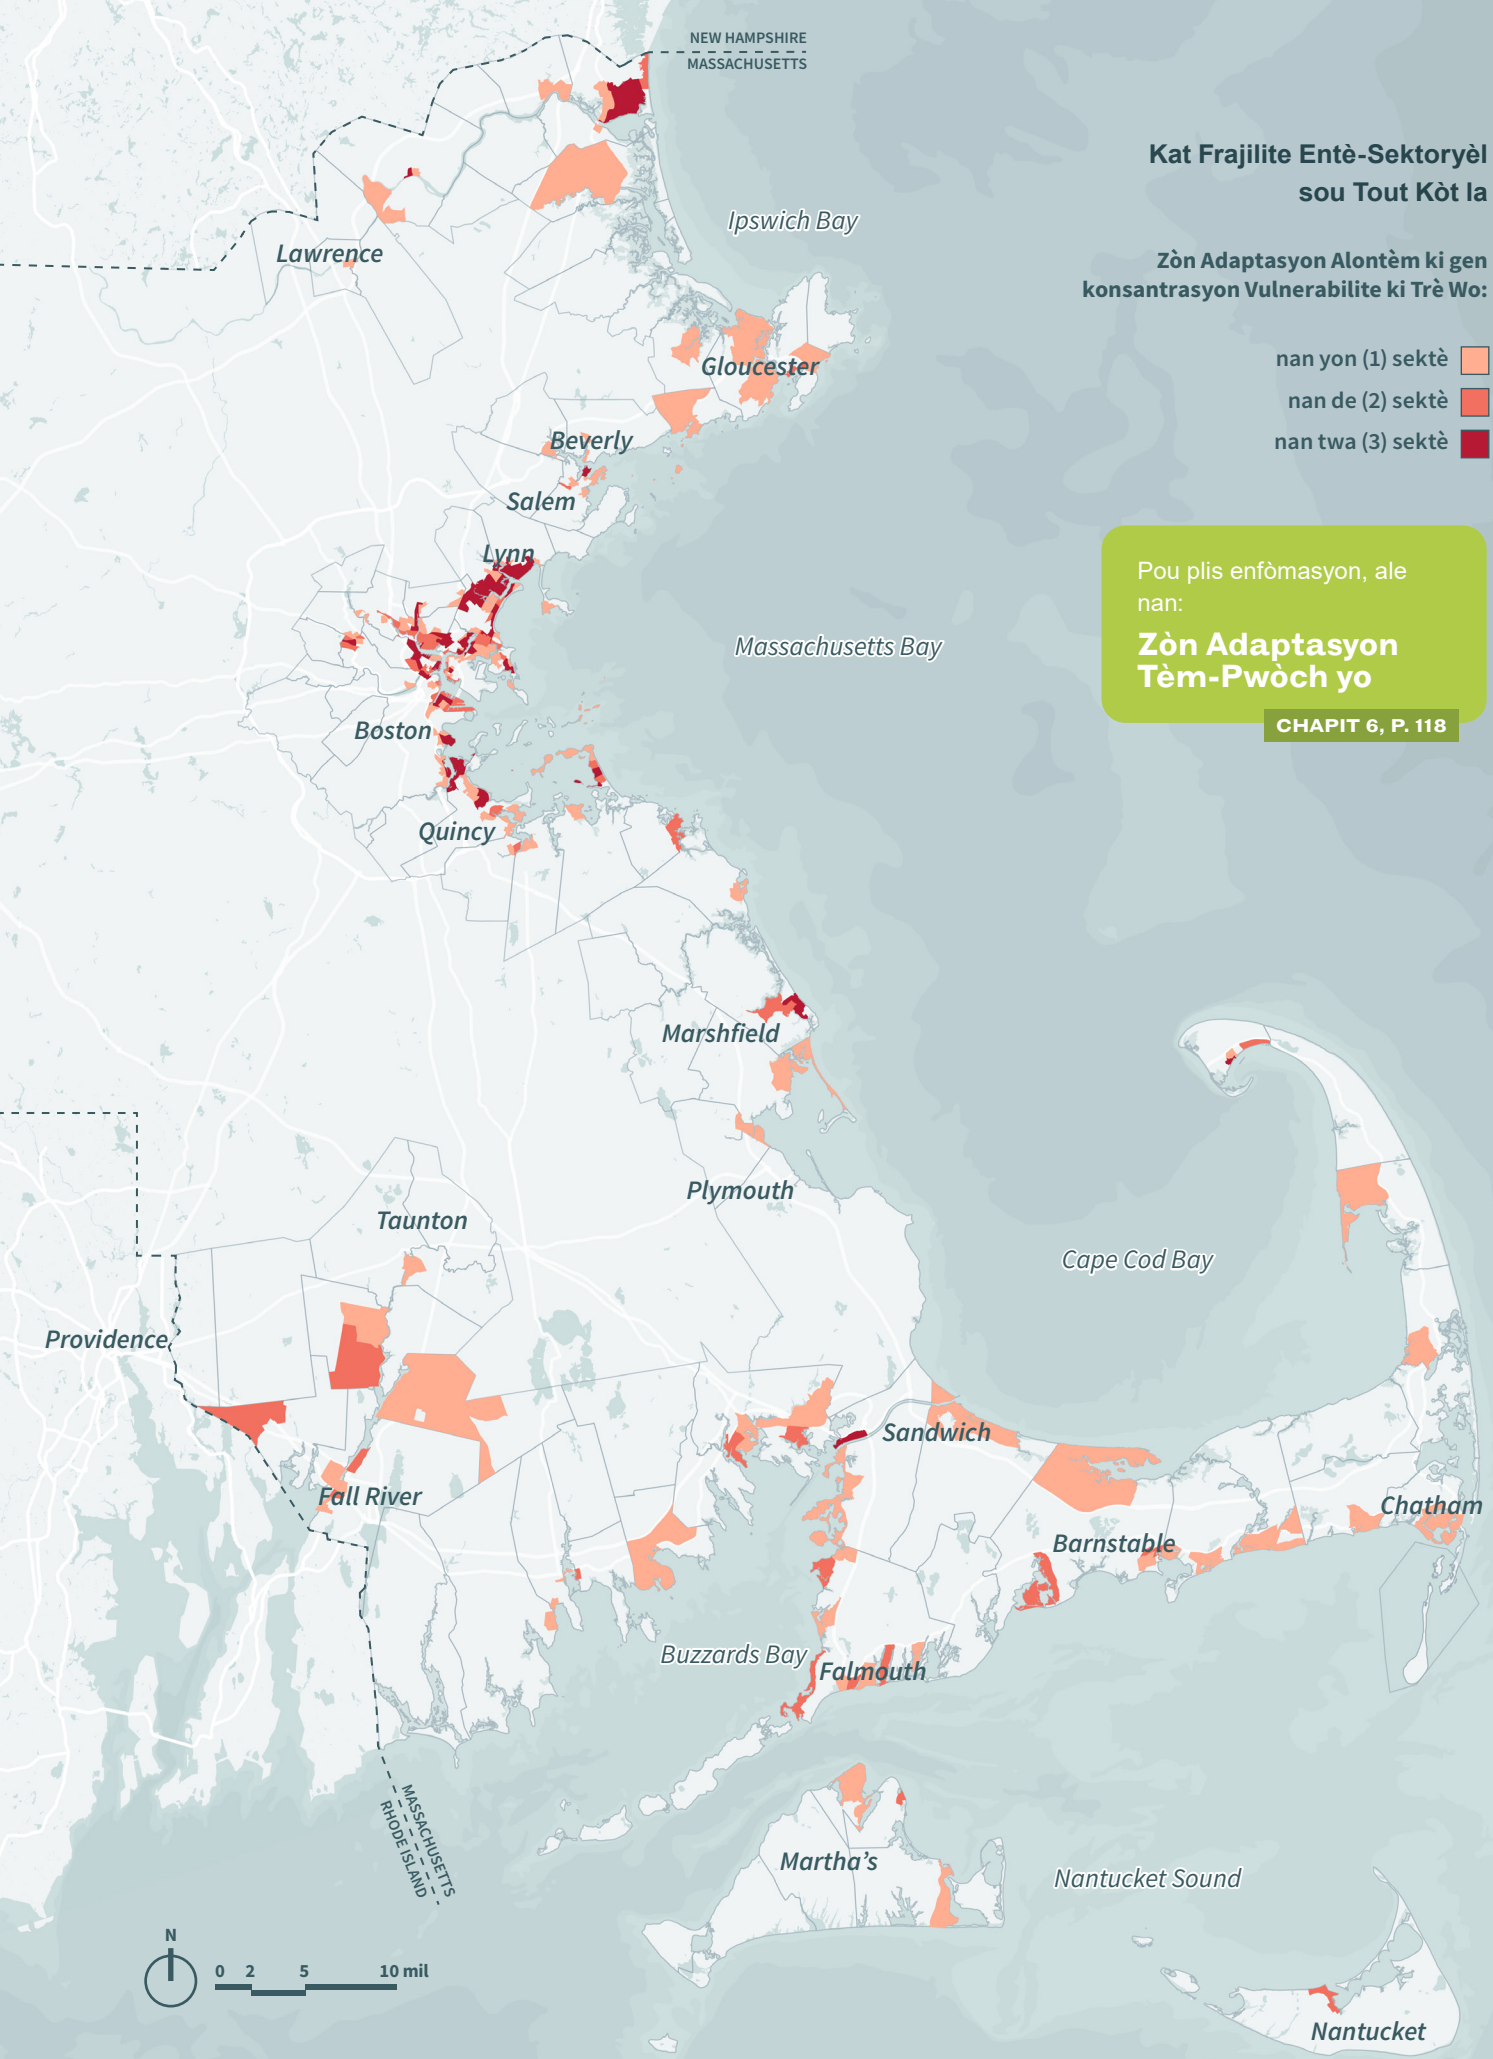 NEW HAMPSHIRE
MASSACHUSETTS
Kat Frajilite Entè-Sektoryèl
sou Tout Kòt la
Ipswich Bay
Lawrence
Zòn Adaptasyon Alontèm ki gen
konsantrasyon Vulnerabilite ki Trè Wo:
nan yon (1) sektè
nan de (2) sektè
nan twa (3) sektè
Gloucester
Beverly
Salem
Lynn
Pou plis enfòmasyon, ale
nan:
Zòn Adaptasyon
Tèm-Pwòch yo
CHAPIT 6, P. 118
Massachusetts Bay
Boston
Quincy
Marshfield
Plymouth
Taunton
Cape Cod Bay
Providence
Sandwich
Fall River
Chatham
Barnstable
Buzzards Bay
Falmouth
MASSACHUSETTS
RHODE ISLAND
Martha’s
Nantucket Sound
N
0 2 5 10 mil
Nantucket